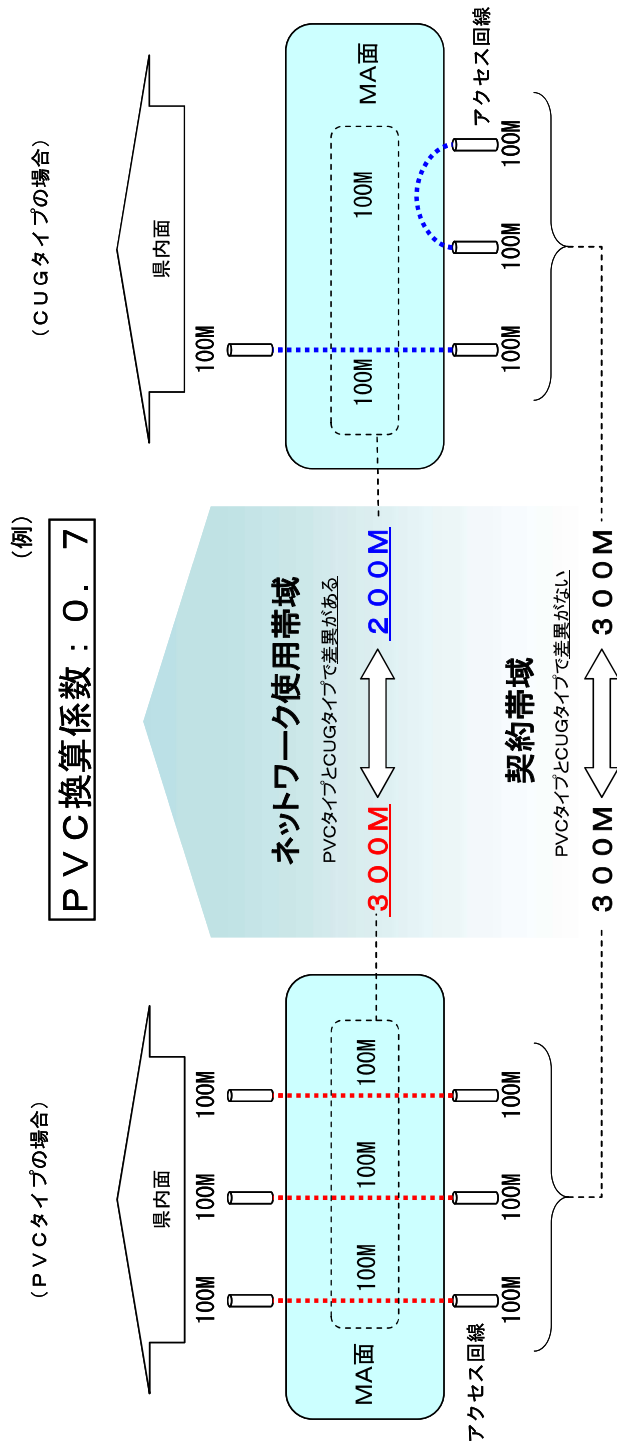 (例)
PVC換算係数:0.7
(PVCタイプの場合)
県内面
100M
100M
100M
100M
100M
100M
MA面
アクセス回線
100M
100M
100M
ネットワーク使用帯域
PVCタイプとCUGタイプで差異がある
300M
200M
契約帯域
PVCタイプとCUGタイプで差異がない
300M
300M
(CUGタイプの場合)
県内面
100M
100M
100M
MA面
アクセス回線
100M
100M
100M